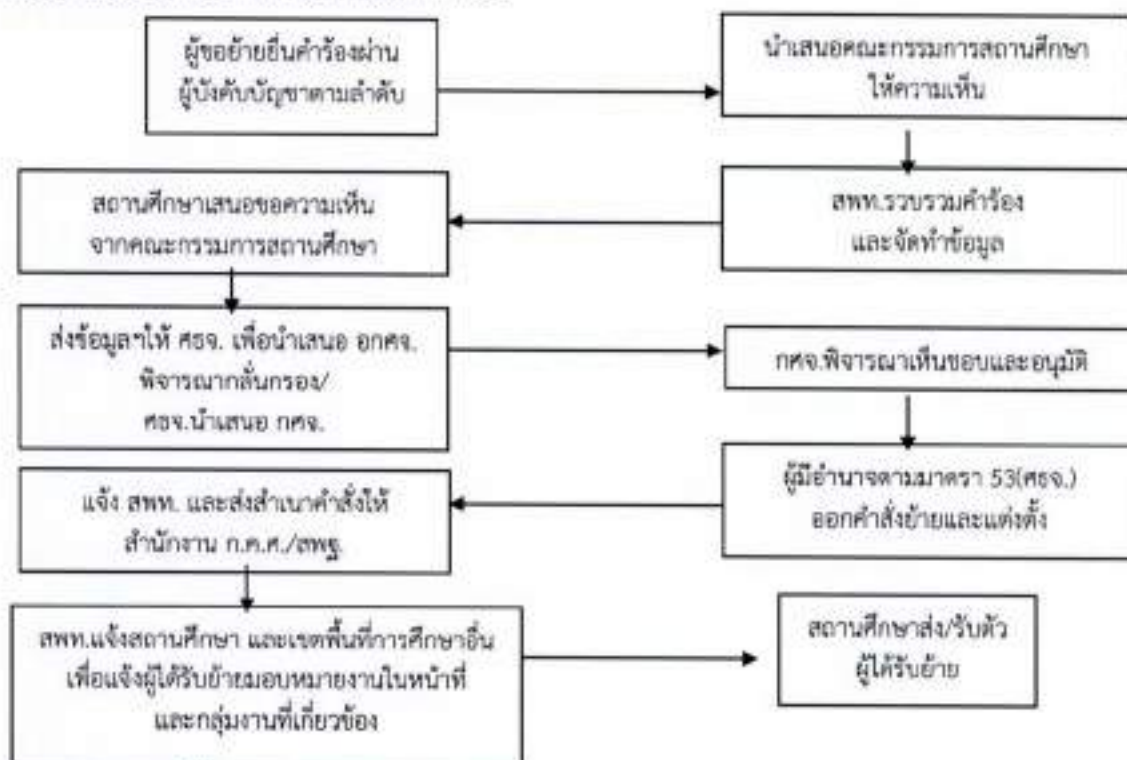 ผู้ขอย้ายยื่นคำร้องผ่าน
ผู้บังคับบัญชาตามลำดับ
นำเสนอคณะกรรมการสถานศึกษา
ให้ความเห็น
สพท.รวบรวมคำร้อง
และจัดทำข้อมูล
สถานศึกษาเสนอขอความเห็น
จากคณะกรรมการสถานศึกษา
ส่งข้อมูลฯให้ ศธจ. เพื่อนำเสนอ อกศจ.
พิจารณากลั่นกรอง/
ศธจ.นำเสนอ กศจ.
กศจ.พิจารณาเห็นชอบและอนุมัติ
ผู้มีอำนาจตามมาตรา 53(ศธจ.)
ออกคำสั่งย้ายและแต่งตั้ง
แจ้ง สพท. และส่งสำเนาคำสั่งให้
สำนักงาน ก.ค.ศ./สพฐ.
สพท.แจ้งสถานศึกษา และเขตพื้นที่การศึกษาอื่น
เพื่อแจ้งผู้ได้รับย้ายมอบหมายงานในหน้าที่
และกลุ่มงานที่เกี่ยวข้อง
สถานศึกษาส่ง/รับตัว
ผู้ได้รับย้าย